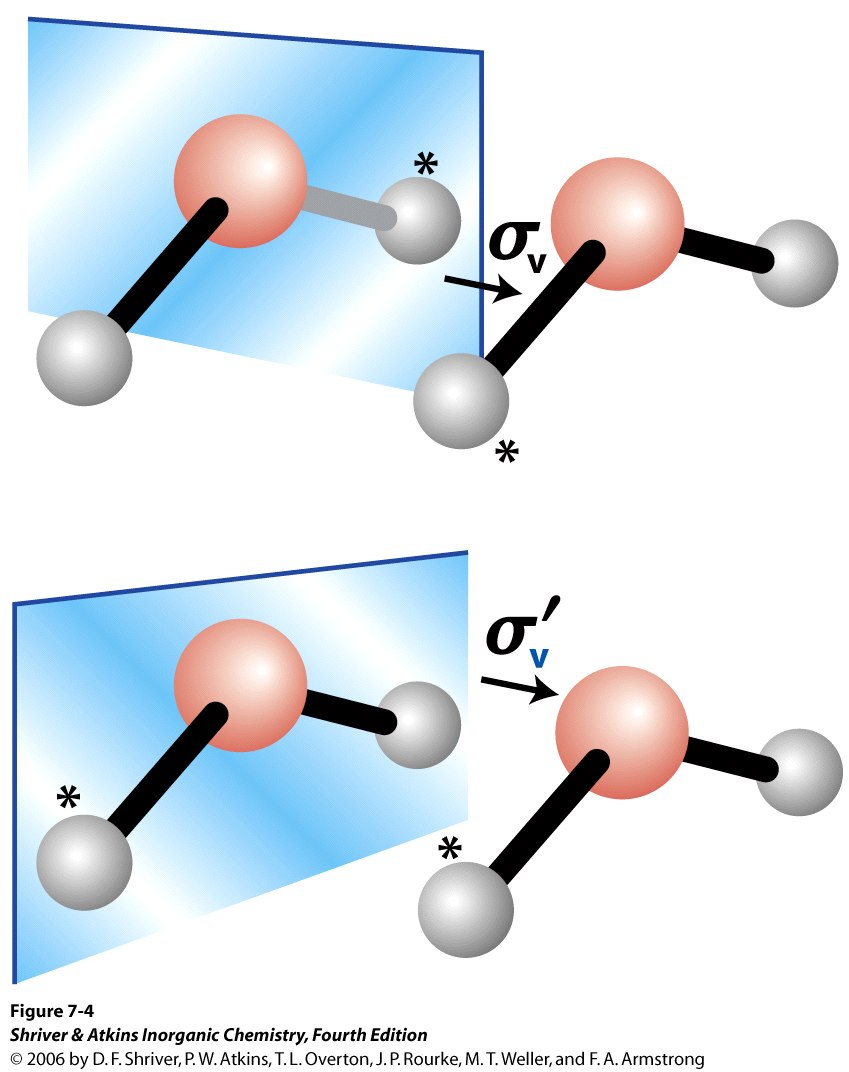 *
σv
*
σv′
*
*
Figure 7-4
Shriver & Atkins Inorganic Chemistry, Fourth Edition
© 2006 by D. F. Shriver, P. W. Atkins, T. L. Overton, J. P. Rourke, M. T. Weller, and F. A. Armstrong